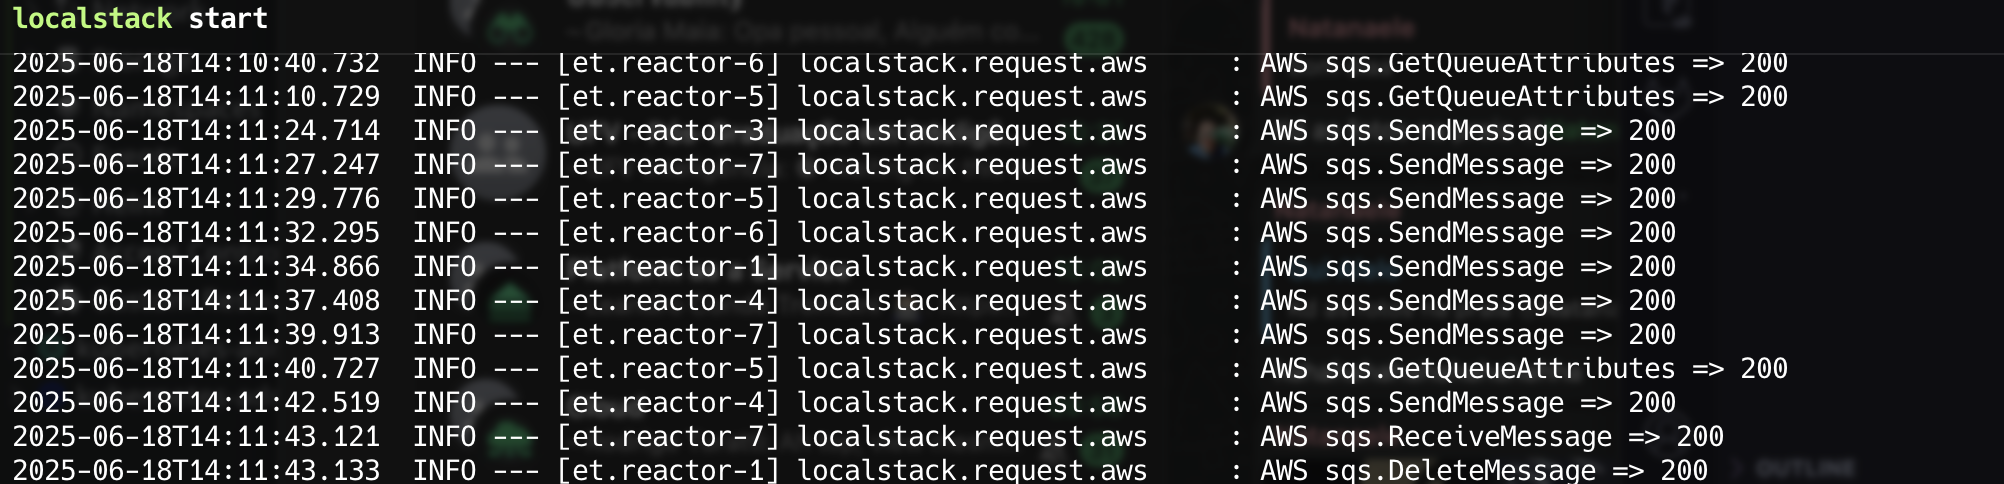 localstack start
2025-06-18T14:10:40.732  INFO --- [et.reactor-6] localstack.request.aws     : AWS sqs.GetQueueAttributes => 200
2025-06-18T14:11:10.729  INFO --- [et.reactor-5] localstack.request.aws     : AWS sqs.GetQueueAttributes => 200
2025-06-18T14:11:24.714  INFO --- [et.reactor-3] localstack.request.aws     : AWS sqs.SendMessage => 200
2025-06-18T14:11:27.247  INFO --- [et.reactor-7] localstack.request.aws     : AWS sqs.SendMessage => 200
2025-06-18T14:11:29.776  INFO --- [et.reactor-5] localstack.request.aws     : AWS sqs.SendMessage => 200
2025-06-18T14:11:32.295  INFO --- [et.reactor-6] localstack.request.aws     : AWS sqs.SendMessage => 200
2025-06-18T14:11:34.866  INFO --- [et.reactor-1] localstack.request.aws     : AWS sqs.SendMessage => 200
2025-06-18T14:11:37.408  INFO --- [et.reactor-4] localstack.request.aws     : AWS sqs.SendMessage => 200
2025-06-18T14:11:39.913  INFO --- [et.reactor-7] localstack.request.aws     : AWS sqs.SendMessage => 200
2025-06-18T14:11:40.727  INFO --- [et.reactor-5] localstack.request.aws     : AWS sqs.GetQueueAttributes => 200
2025-06-18T14:11:42.519  INFO --- [et.reactor-4] localstack.request.aws     : AWS sqs.SendMessage => 200
2025-06-18T14:11:43.121  INFO --- [et.reactor-7] localstack.request.aws     : AWS sqs.ReceiveMessage => 200
2025-06-18T14:11:43.133  INFO --- [et.reactor-1] localstack.request.aws     : AWS sqs.DeleteMessage => 200
OUTLINE